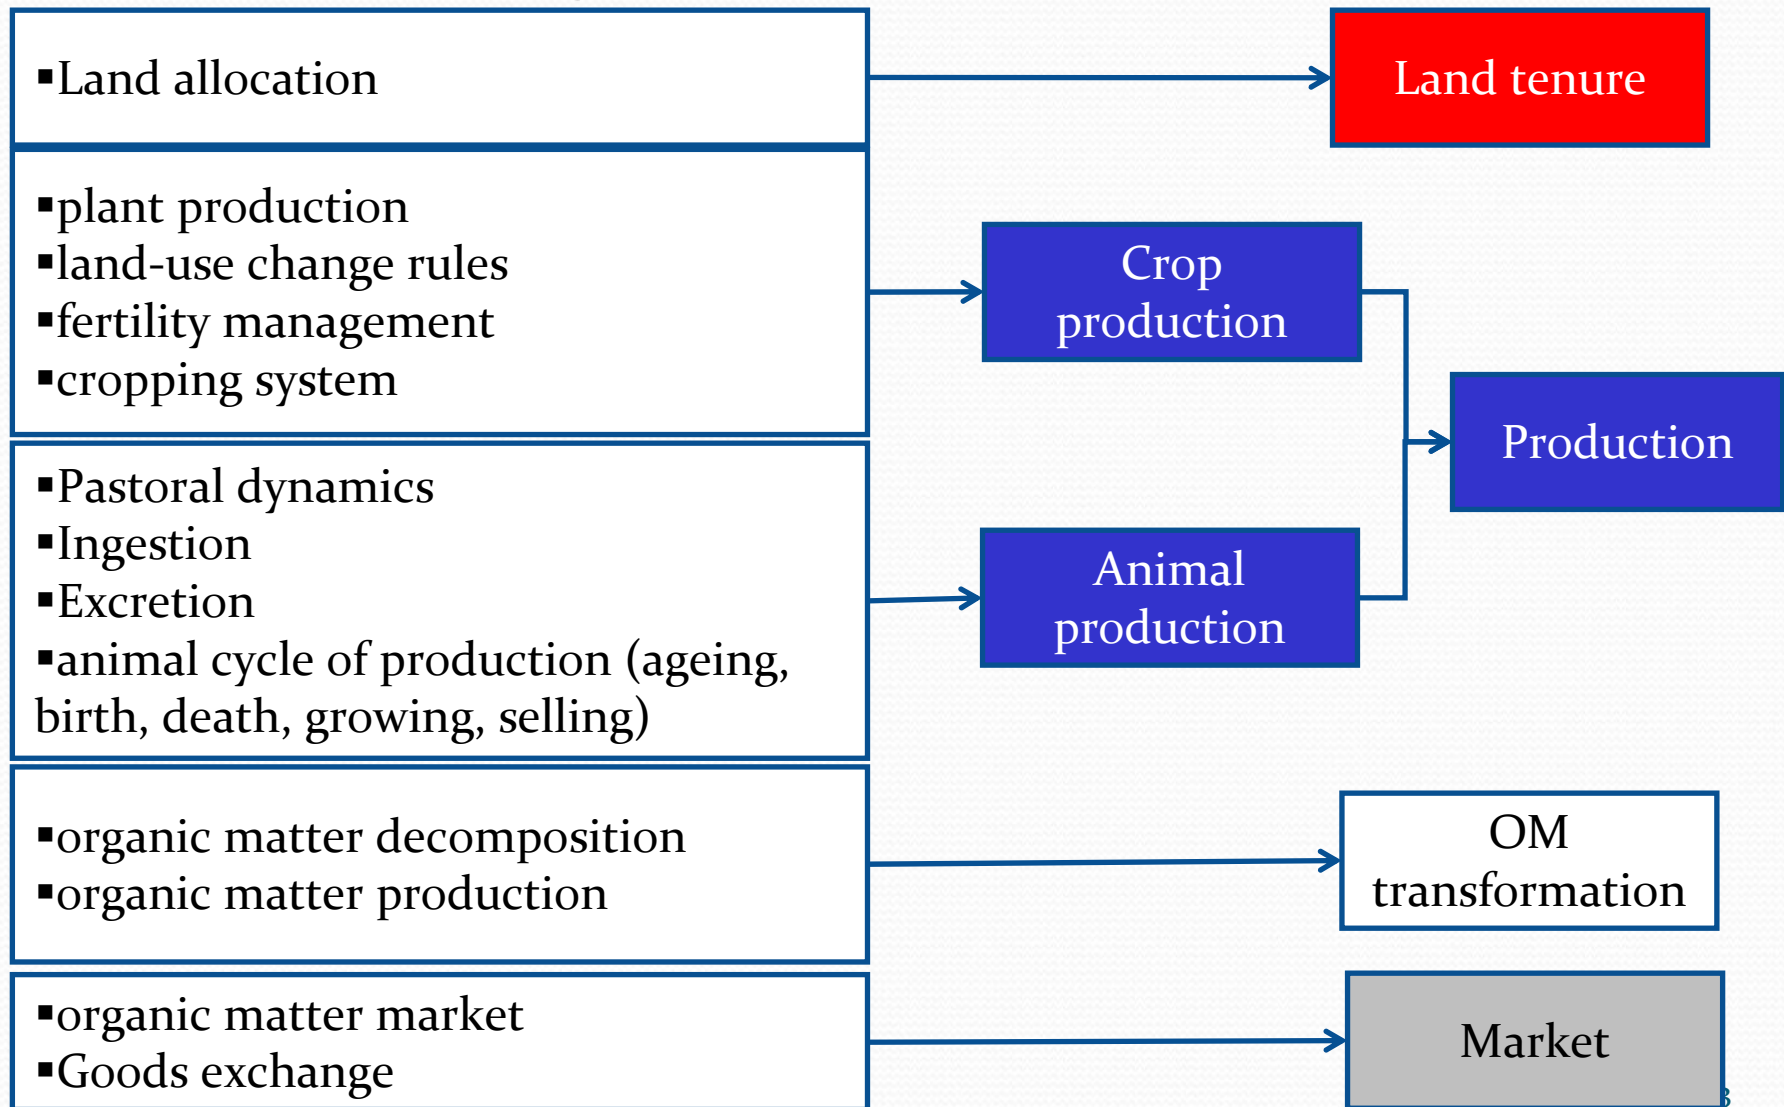 ▪Land allocation
Land tenure
▪plant production
▪land-use change rules
▪fertility management
▪cropping system
Crop
production
Production
▪Pastoral dynamics
▪Ingestion
▪Excretion
▪animal cycle of production (ageing,
birth, death, growing, selling)
Animal
production
▪organic matter decomposition
▪organic matter production
OM
transformation
▪organic matter market
▪Goods exchange
Market